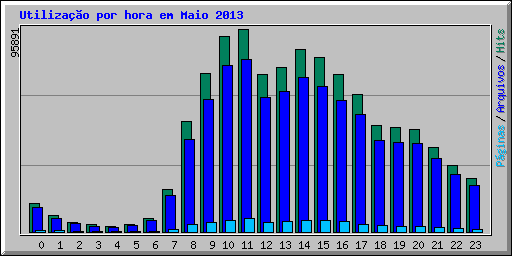 Utilização por hora em Maio 2013
95891
Páginas / Arquivos / Hits
0 1 2 3 4 5 6 7 8 9 10 11 12 13 14 15 16 17 18 19 20 21 22 23